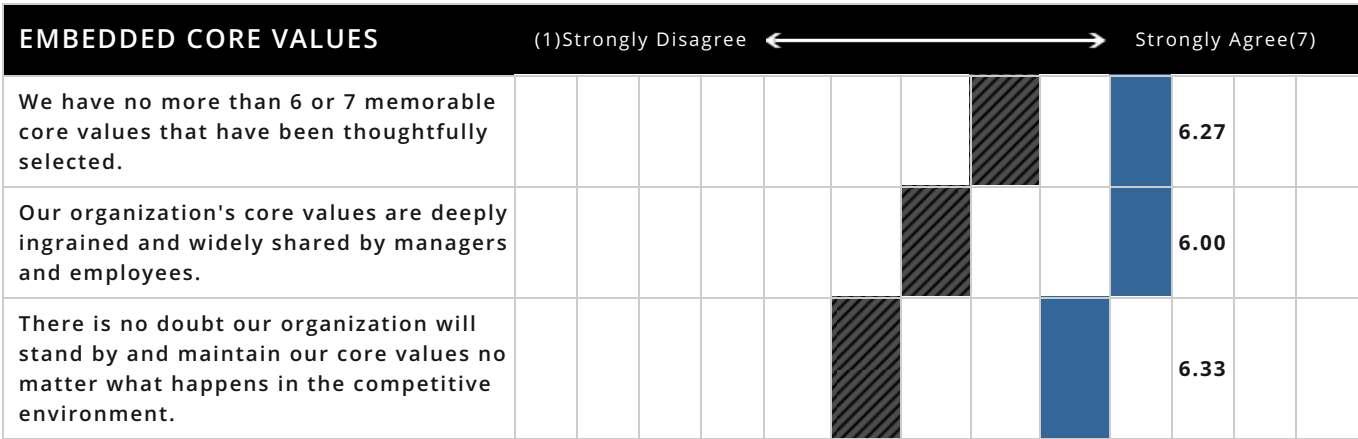 EMBEDDED CORE VALUES
(1)Strongly Disagree
Strongly Agree(7)
We have no more than 6 or 7 memorable
core values that have been thoughtfully
selected.
6.27
Our organization's core values are deeply
ingrained and widely shared by managers
and employees.
6.00
There is no doubt our organization will
stand by and maintain our core values no
matter what happens in the competitive
environment.
6.33